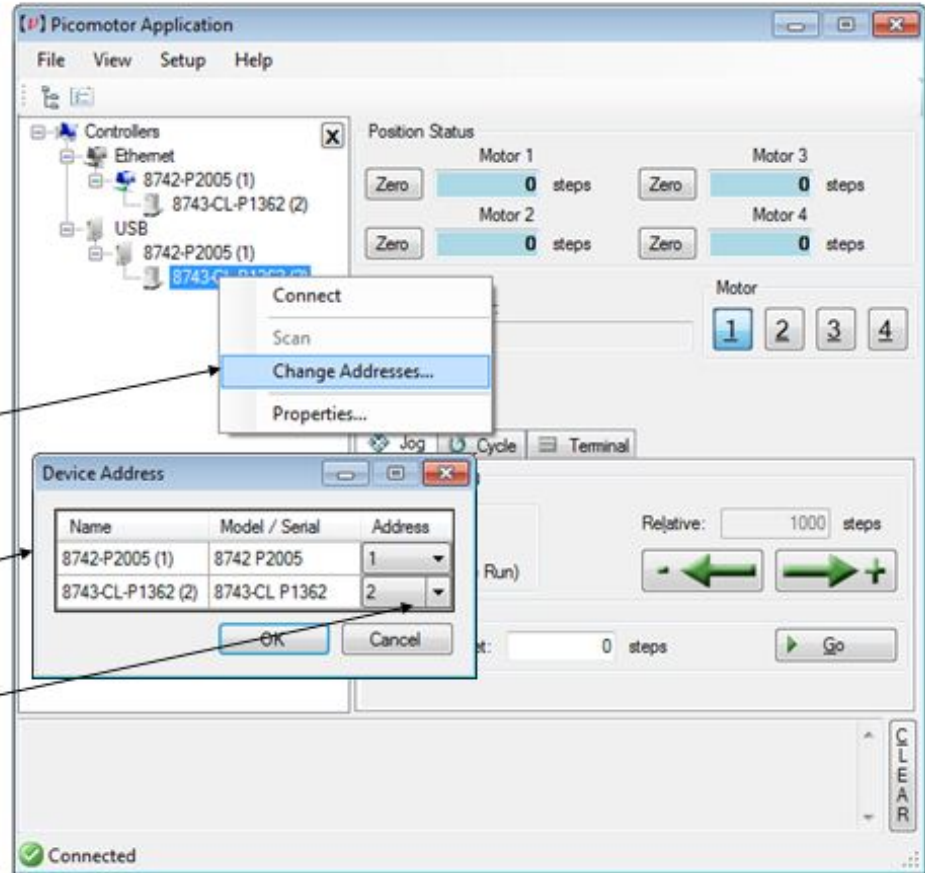 Picomotor Application
File View Setup Help
Controllers
Ethernet
8742-P2005 (1)
8743-CL-P1362 (2)
USB
8742-P2005 (1)
8743-CL-P1362 (2)
X
Connect
Scan
Change Addresses...
Properties...
Position Status
Motor 1 Motor 3
Zero 0 steps Zero 0 steps
Motor 2 Motor 4
Zero 0 steps Zero 0 steps
Motor
1 2 3 4
Jog Cycle Terminal
Relative: 1000 steps
Run)
- +
0 steps Go
Device Address
Name Model / Serial Address
8742-P2005 (1) 8742 P2005 1
8743-CL-P1362 (2) 8743-CL P1362 2
OK Cancel
CLEAR
Connected